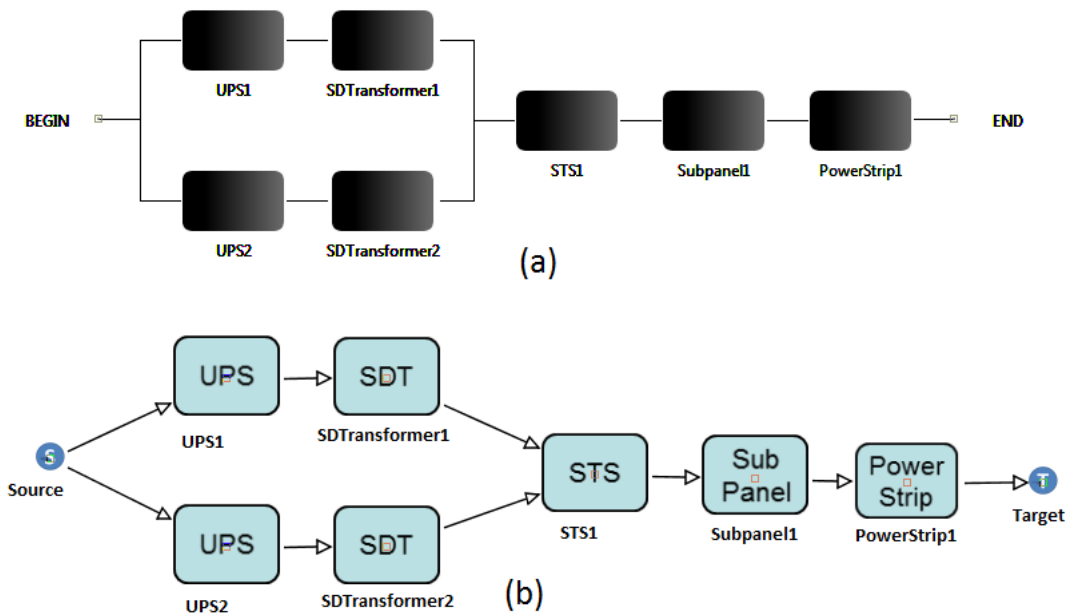 UPS1
SDTransformer1
BEGIN
END
STS1
Subpanel1
PowerStrip1
UPS2
SDTransformer2
(a)
UPS
SDT
UPS1
SDTransformer1
S
Source
STS
Sub
Panel
Power
Strip
T
Target
STS1
Subpanel1
PowerStrip1
UPS
SDT
UPS2
SDTransformer2
(b)